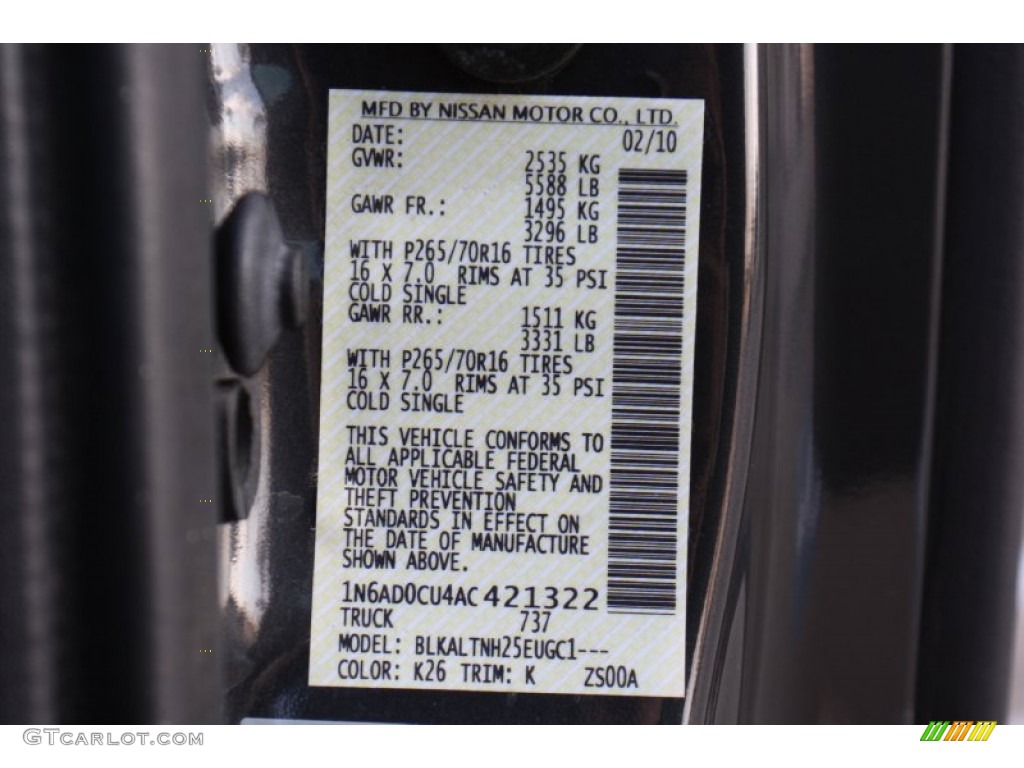 MFD BY NISSAN MOTOR CO., LTD.
DATE: 02/10
GVWR: 2535 KG
5588 LB
GAWR FR.: 1495 KG
3296 LB
WITH P265/70R16 TIRES
16 X 7.0 RIMS AT 35 PSI
COLD SINGLE
GAWR RR.: 1511 KG
3331 LB
WITH P265/70R16 TIRES
16 X 7.0 RIMS AT 35 PSI
COLD SINGLE
THIS VEHICLE CONFORMS TO
ALL APPLICABLE FEDERAL
MOTOR VEHICLE SAFETY AND
THEFT PREVENTION
STANDARDS IN EFFECT ON
THE DATE OF MANUFACTURE
SHOWN ABOVE.
1N6AD0CU4AC 421322
TRUCK 737
MODEL: BLKALTNH25EUGC1---
COLOR: K26 TRIM: K ZS00A
GTCARLOT.COM